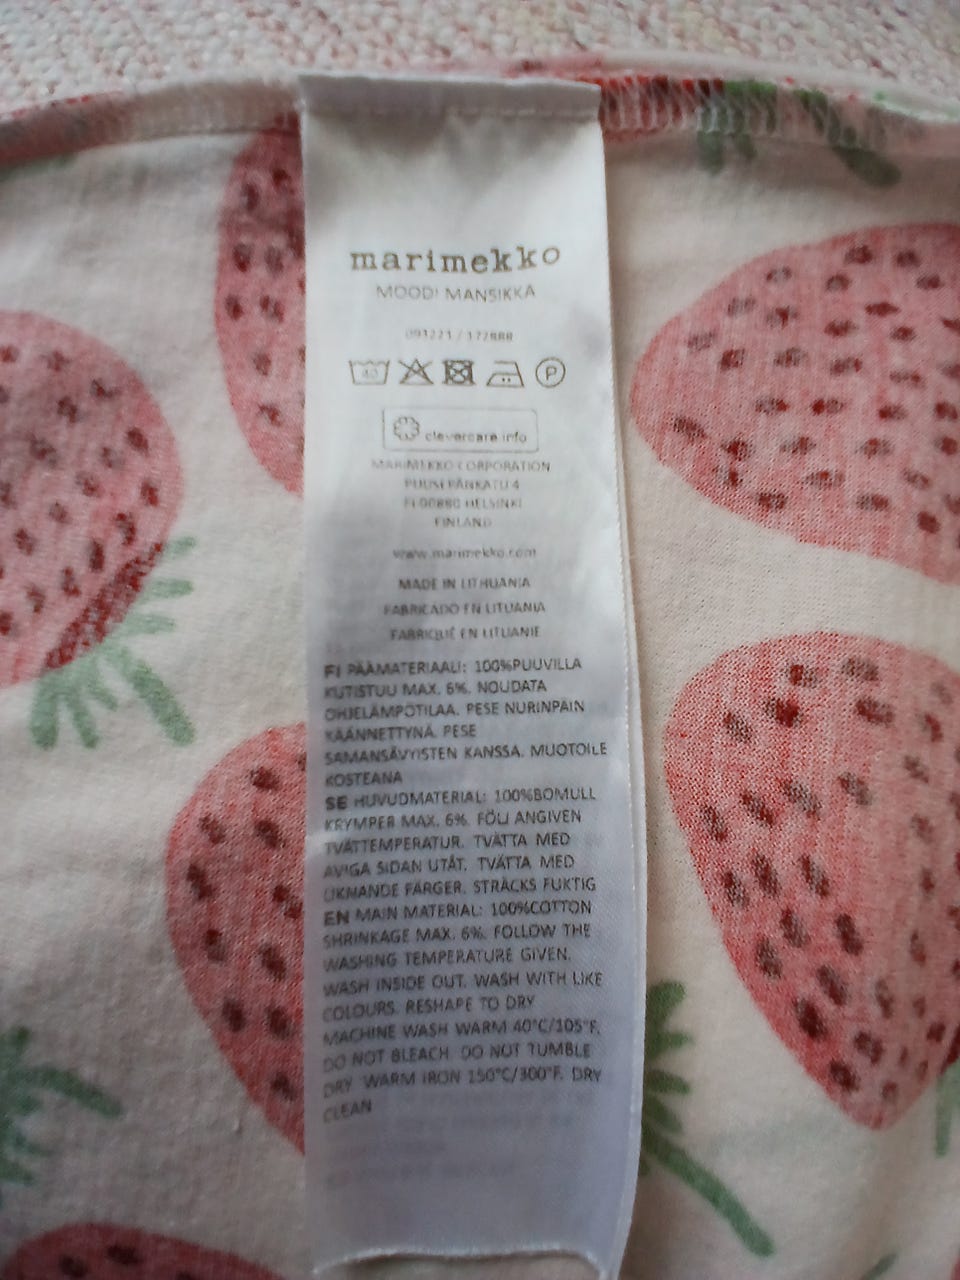 marimekko
MOODI MANSIKKA
091221 / 172888
40
P
clevercare.info
MARIMEKKO CORPORATION
PUUSEPÄNKATU 4
FI 00880 HELSINKI
FINLAND
www.marimekko.com
MADE IN LITHUANIA
FABRICADO EN LITUANIA
FABRIQUÉ EN LITUANIE
FI PÄÄMATERIAALI: 100%PUUVILLA
KUTISTUU MAX. 6%. NOUDATA
OHJELÄMPÖTILAA. PESE NURINPÄIN
KÄÄNNETTYNÄ. PESE
SAMANSÄVYISTEN KANSSA. MUOTOILE
KOSTEANA
SE HUVUDMATERIAL: 100%BOMULL
KRYMPER MAX. 6%. FÖLJ ANGIVEN
TVÄTTEMPERATUR. TVÄTTA MED
AVIGA SIDAN UTÅT. TVÄTTA MED
LIKNANDE FÄRGER. STRÄCKS FUKTIG
EN MAIN MATERIAL: 100%COTTON
SHRINKAGE MAX. 6%. FOLLOW THE
WASHING TEMPERATURE GIVEN.
WASH INSIDE OUT. WASH WITH LIKE
COLOURS. RESHAPE TO DRY
MACHINE WASH WARM 40°C/105°F.
DO NOT BLEACH. DO NOT TUMBLE
DRY. WARM IRON 150°C/300°F. DRY
CLEAN